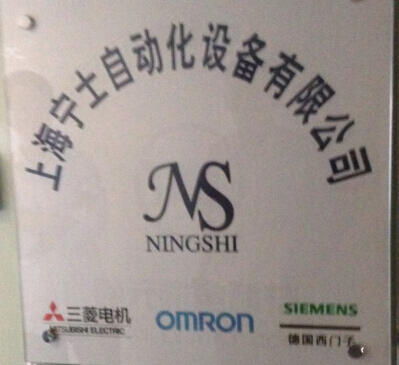 上海宁士自动化设备有限公司
NS
NINGSHI
三菱电机
MITSUBISHI ELECTRIC
OMRON
SIEMENS
德国西门子